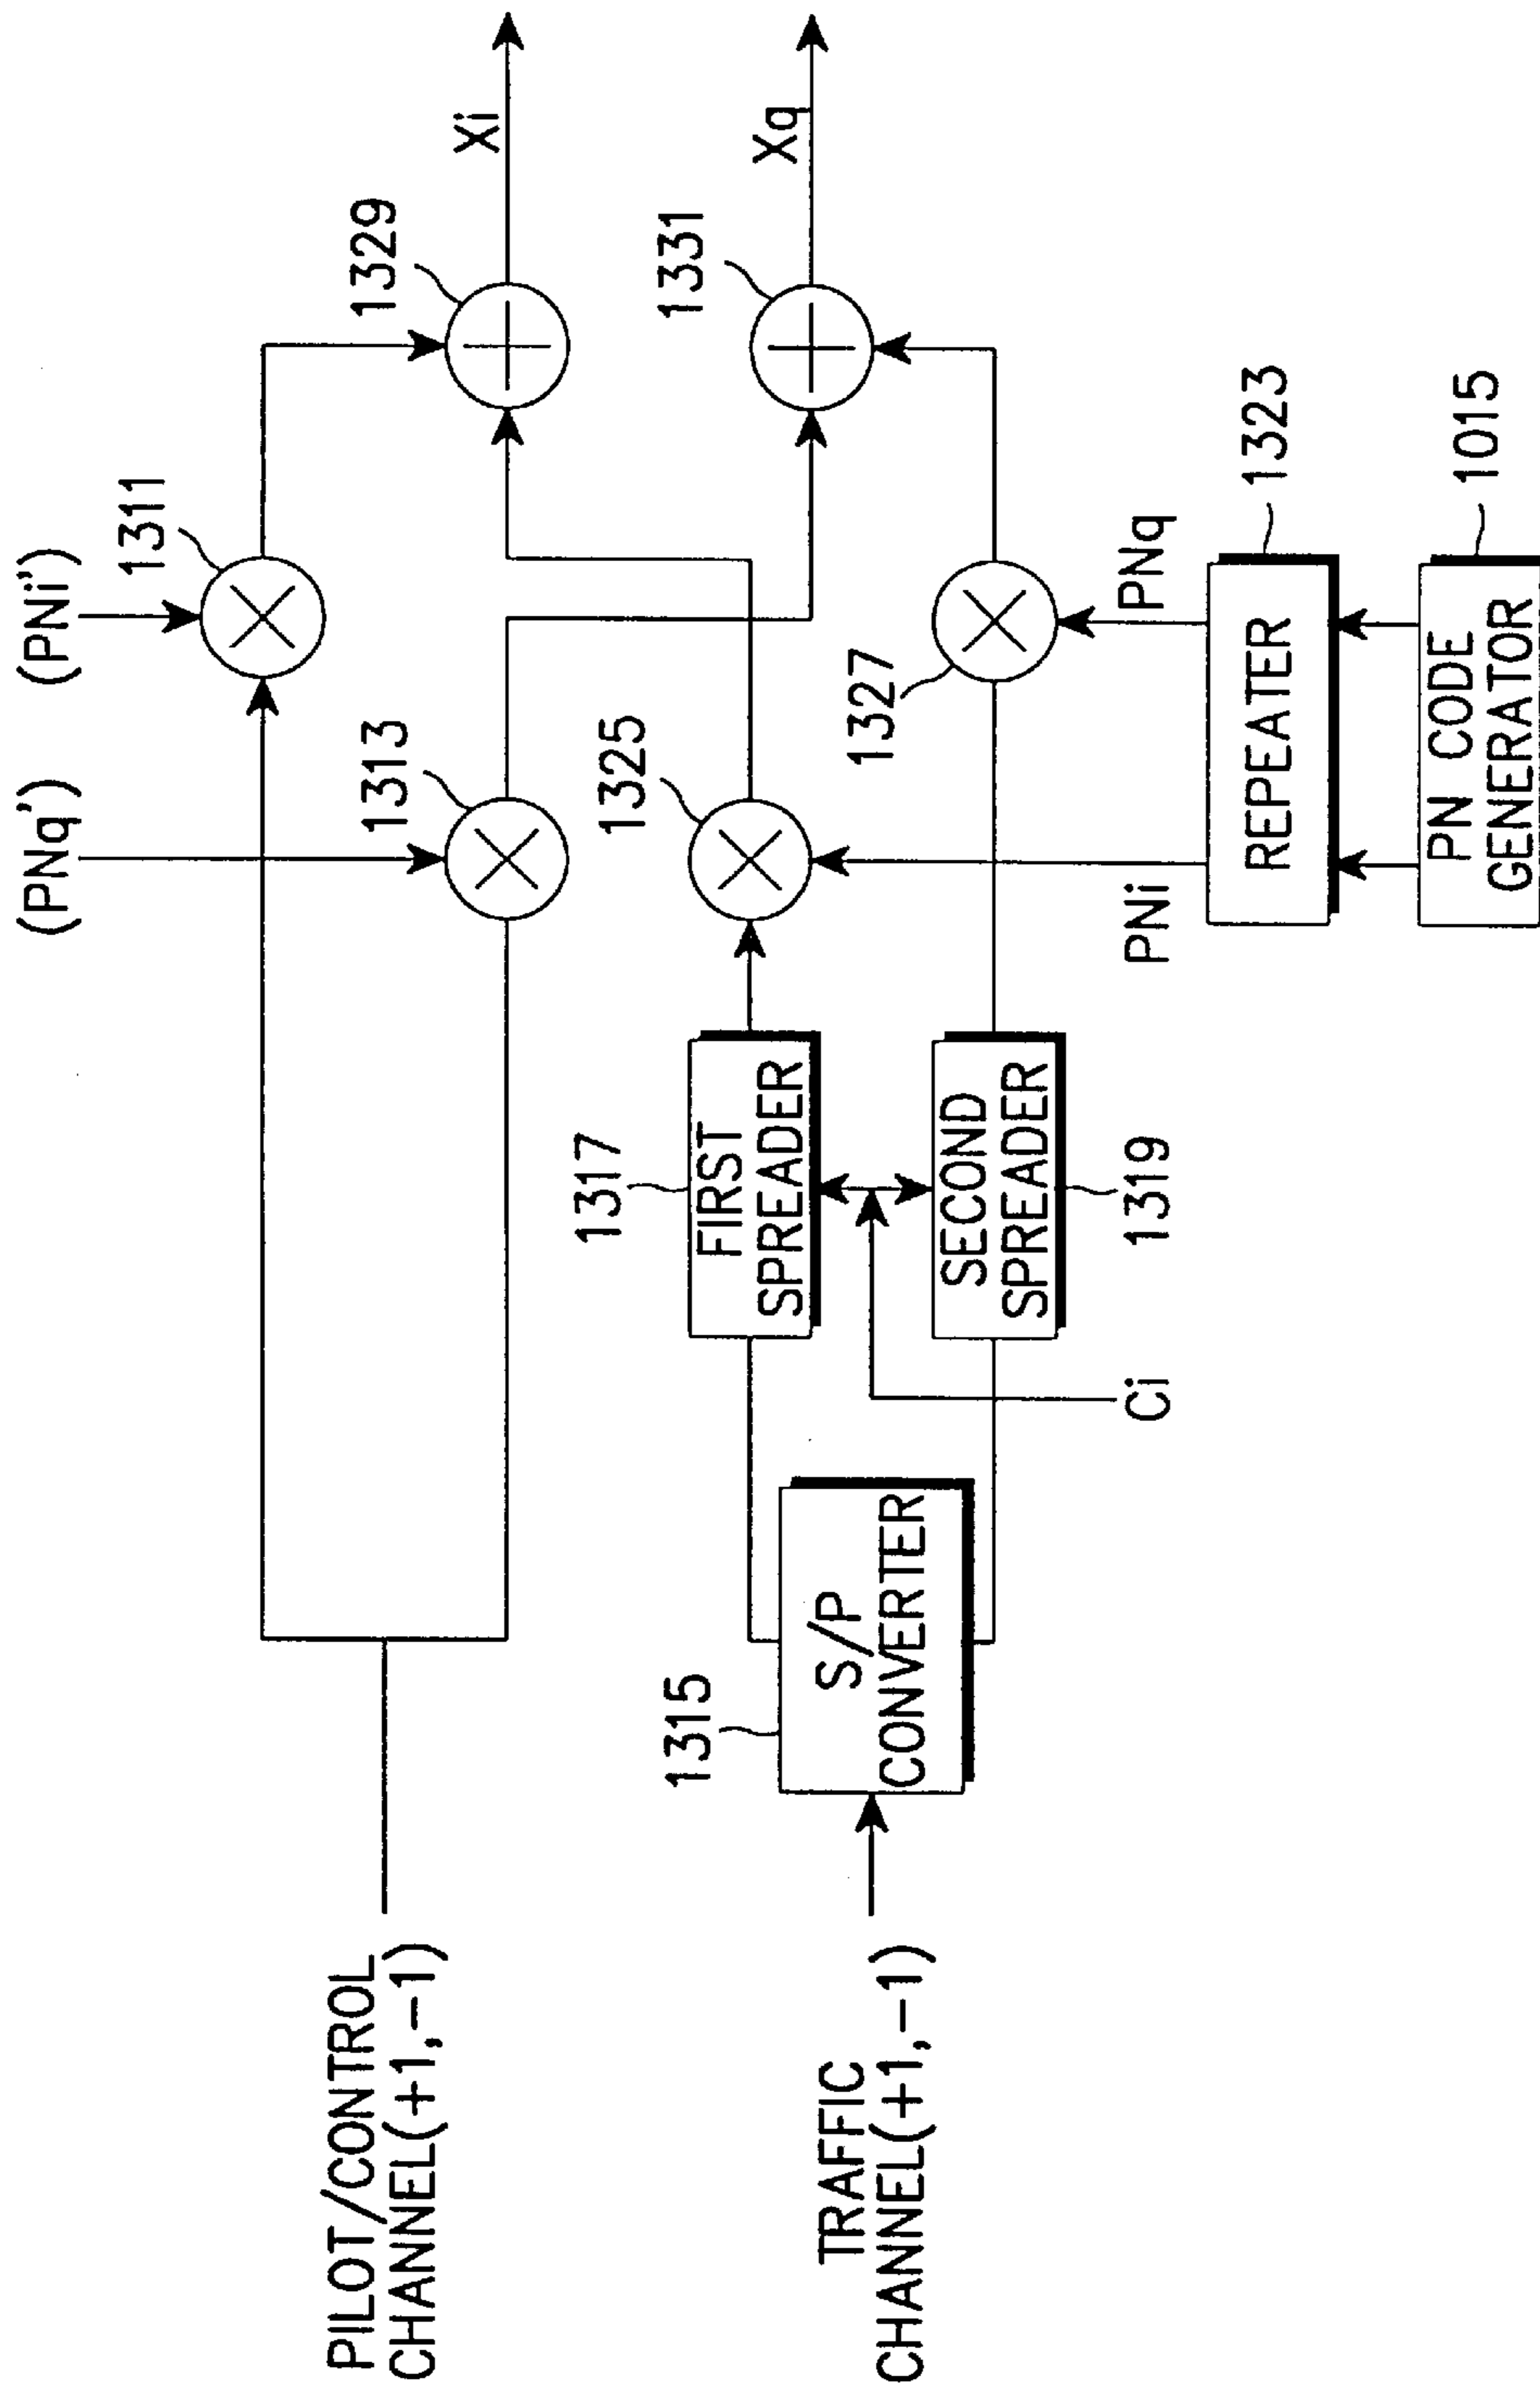 (PNq')
(PNi')
1311
1313
1329
Xi
PILOT/CONTROL
CHANNEL(+1,-1)
1317
FIRST
SPREADER
1325
1331
Xq
1315
S/P
CONVERTER
TRAFFIC
CHANNEL(+1,-1)
SECOND
SPREADER
1327
Ci
1319
PNi
PNq
REPEATER
1323
PN CODE
GENERATOR
1015